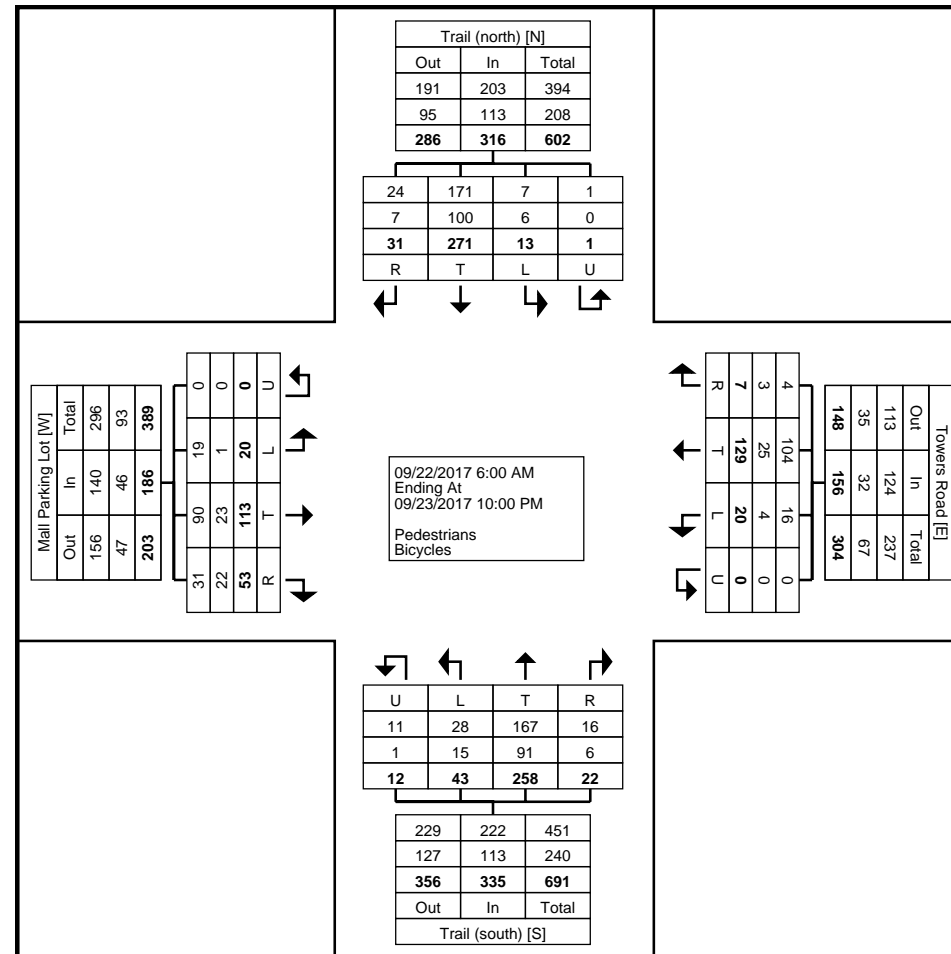 Trail (north) [N]
Out In Total
191 203 394
95 113 208
286 316 602
24 171 7 1
7 100 6 0
31 271 13 1
R T L U
Mall Parking Lot [W]
Total In Out
296 140 156
93 46 47
389 186 203
0 19 90 31
0 1 23 22
0 20 113 53
U L T R
09/22/2017 6:00 AM
Ending At
09/23/2017 10:00 PM
Pedestrians
Bicycles
Towers Road [E]
Out In Total
113 124 237
35 32 67
148 156 304
4 104 16 0
3 25 4 0
7 129 20 0
R T L U
U L T R
11 28 167 16
1 15 91 6
12 43 258 22
229 222 451
127 113 240
356 335 691
Out In Total
Trail (south) [S]